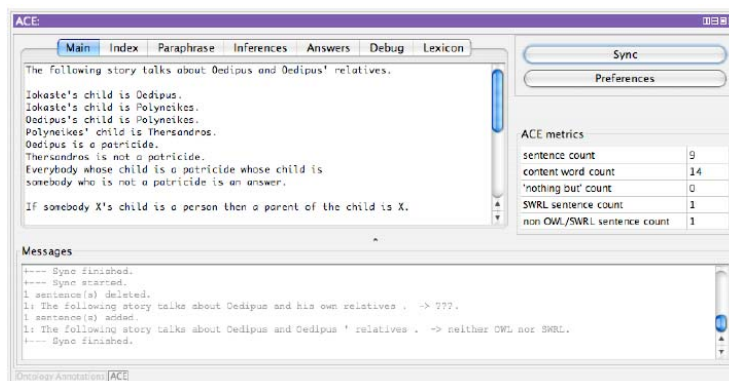 ACE:
Main Index Paraphrase Inferences Answers Debug Lexicon
The following story talks about Oedipus and Oedipus' relatives.
Iokaste's child is Oedipus.
Iokaste's child is Polyneikes.
Oedipus's child is Polyneikes.
Polyneikes' child is Thersandros.
Oedipus is a patricide.
Thersandros is not a patricide.
Everybody whose child is a patricide whose child is
somebody who is not a patricide is an answer.
If somebody X's child is a person then a parent of the child is X.
Sync
Preferences
ACE metrics
sentence count 9
content word count 14
'nothing but' count 0
SWRL sentence count 1
non OWL/SWRL sentence count 1
Messages
+--- Sync finished.
+--- Sync started.
1 sentence(s) deleted.
1: The following story talks about Oedipus and his own relatives . -> ???.
1 sentence(s) added.
1: The following story talks about Oedipus and Oedipus ' relatives . -> neither OWL nor SWRL.
+--- Sync finished.
Ontology Annotations ACE